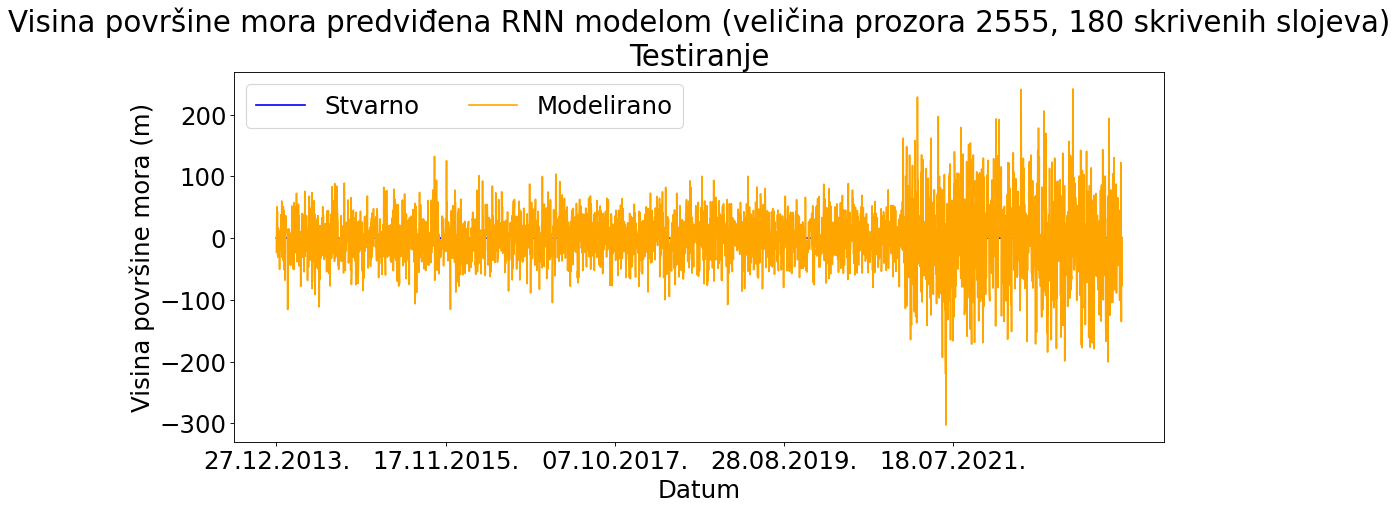 Visina površine mora predviđena RNN modelom (veličina prozora 2555, 180 skrivenih slojeva)
Testiranje
Stvarno Modelirano
Visina površine mora (m)
200
100
0
−100
−200
−300
27.12.2013. 17.11.2015. 07.10.2017. 28.08.2019. 18.07.2021.
Datum